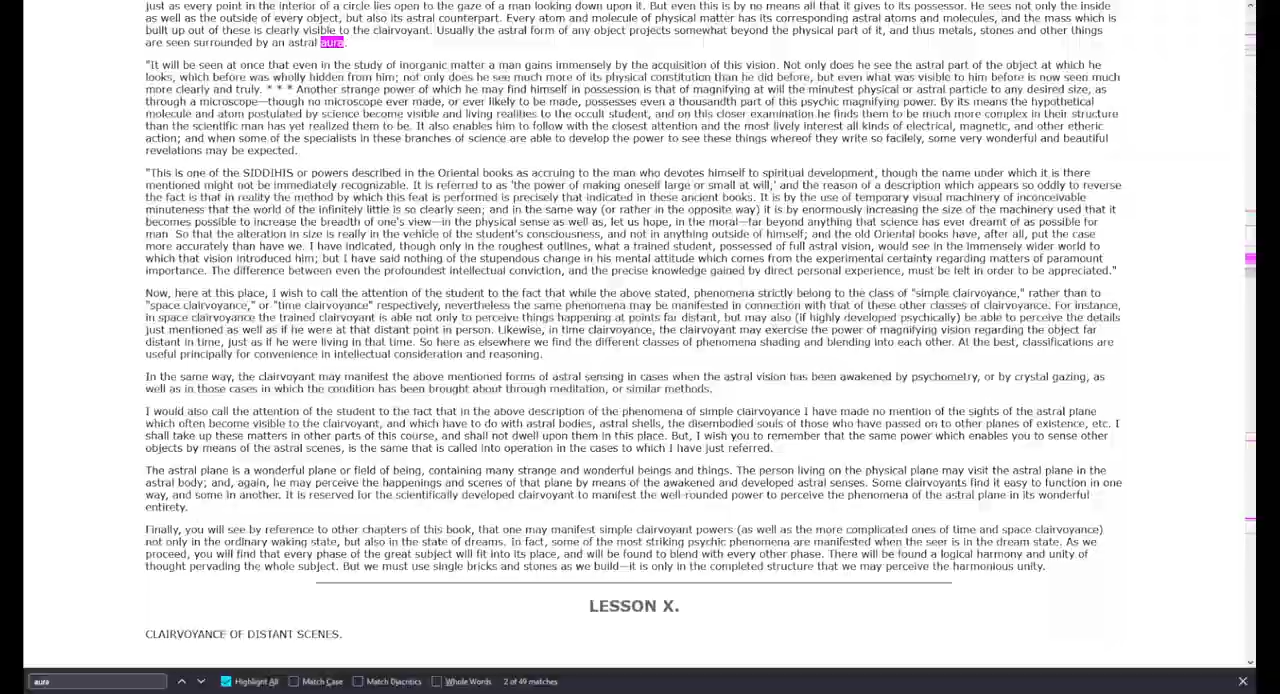 just as every point in the interior of a circle lies open to the gaze of a man looking down upon it. But even this is by no means all that it gives to its possessor. He sees not only the inside
as well as the outside of every object, but also its astral counterpart. Every atom and molecule of physical matter has its corresponding astral atoms and molecules, and the mass which is
built up out of these is clearly visible to the clairvoyant. Usually the astral form of any object projects somewhat beyond the physical part of it, and thus metals, stones and other things
are seen surrounded by an astral aura.
"It will be seen at once that even in the study of inorganic matter a man gains immensely by the acquisition of this vision. Not only does he see the astral part of the object at which he
looks, which before was wholly hidden from him; not only does he see much more of its physical constitution than he did before, but even what was visible to him before is now seen much
more clearly and truly. * * * Another strange power of which he may find himself in possession is that of magnifying at will the minutest physical or astral particle to any desired size, as
through a microscope—though no microscope ever made, or ever likely to be made, possesses even a thousandth part of this psychic magnifying power. By its means the hypothetical
molecule and atom postulated by science become visible and living realities to the occult student, and on this closer examination he finds them to be much more complex in their structure
than the scientific man has yet realized them to be. It also enables him to follow with the closest attention and the most lively interest all kinds of electrical, magnetic, and other etheric
action; and when some of the specialists in these branches of science are able to develop the power to see these things whereof they write so facilely, some very wonderful and beautiful
revelations may be expected.
"This is one of the SIDDIHIS or powers described in the Oriental books as accruing to the man who devotes himself to spiritual development, though the name under which it is there
mentioned might not be immediately recognizable. It is referred to as 'the power of making oneself large or small at will,' and the reason of a description which appears so oddly to reverse
the fact is that in reality the method by which this feat is performed is precisely that indicated in these ancient books. It is by the use of temporary visual machinery of inconceivable
minuteness that the world of the infinitely little is so clearly seen; and in the same way (or rather in the opposite way) it is by enormously increasing the size of the machinery used that it
becomes possible to increase the breadth of one's view—in the physical sense as well as, let us hope, in the moral—far beyond anything that science has ever dreamt of as possible for
man. So that the alteration in size is really in the vehicle of the student's consciousness, and not in anything outside of himself; and the old Oriental books have, after all, put the case
more accurately than have we. I have indicated, though only in the roughest outlines, what a trained student, possessed of full astral vision, would see in the immensely wider world to
which that vision introduced him; but I have said nothing of the stupendous change in his mental attitude which comes from the experimental certainty regarding matters of paramount
importance. The difference between even the profoundest intellectual conviction, and the precise knowledge gained by direct personal experience, must be felt in order to be appreciated."
Now, here at this place, I wish to call the attention of the student to the fact that while the above stated, phenomena strictly belong to the class of "simple clairvoyance," rather than to
"space clairvoyance," or "time clairvoyance" respectively, nevertheless the same phenomena may be manifested in connection with that of these other classes of clairvoyance. For instance,
in space clairvoyance the trained clairvoyant is able not only to perceive things happening at points far distant, but may also (if highly developed psychically) be able to perceive the details
just mentioned as well as if he were at that distant point in person. Likewise, in time clairvoyance, the clairvoyant may exercise the power of magnifying vision regarding the object far
distant in time, just as if he were living in that time. So here as elsewhere we find the different classes of phenomena shading and blending into each other. At the best, classifications are
useful principally for convenience in intellectual consideration and reasoning.
In the same way, the clairvoyant may manifest the above mentioned forms of astral sensing in cases when the astral vision has been awakened by psychometry, or by crystal gazing, as
well as in those cases in which the condition has been brought about through meditation, or similar methods.
I would also call the attention of the student to the fact that in the above description of the phenomena of simple clairvoyance I have made no mention of the sights of the astral plane
which often become visible to the clairvoyant, and which have to do with astral bodies, astral shells, the disembodied souls of those who have passed on to other planes of existence, etc. I
shall take up these matters in other parts of this course, and shall not dwell upon them in this place. But, I wish you to remember that the same power which enables you to sense other
objects by means of the astral scenes, is the same that is called into operation in the cases to which I have just referred.
The astral plane is a wonderful plane or field of being, containing many strange and wonderful beings and things. The person living on the physical plane may visit the astral plane in the
astral body; and, again, he may perceive the happenings and scenes of that plane by means of the awakened and developed astral senses. Some clairvoyants find it easy to function in one
way, and some in another. It is reserved for the scientifically developed clairvoyant to manifest the well-rounded power to perceive the phenomena of the astral plane in its wonderful
entirety.
Finally, you will see by reference to other chapters of this book, that one may manifest simple clairvoyant powers (as well as the more complicated ones of time and space clairvoyance)
not only in the ordinary waking state, but also in the state of dreams. In fact, some of the most striking psychic phenomena are manifested when the seer is in the dream state. As we
proceed, you will find that every phase of the great subject will fit into its place, and will be found to blend with every other phase. There will be found a logical harmony and unity of
thought pervading the whole subject. But we must use single bricks and stones as we build—it is only in the completed structure that we may perceive the harmonious unity.
LESSON X.
CLAIRVOYANCE OF DISTANT SCENES.
aura Highlight All Match Case Match Diacritics Whole Words 2 of 49 matches